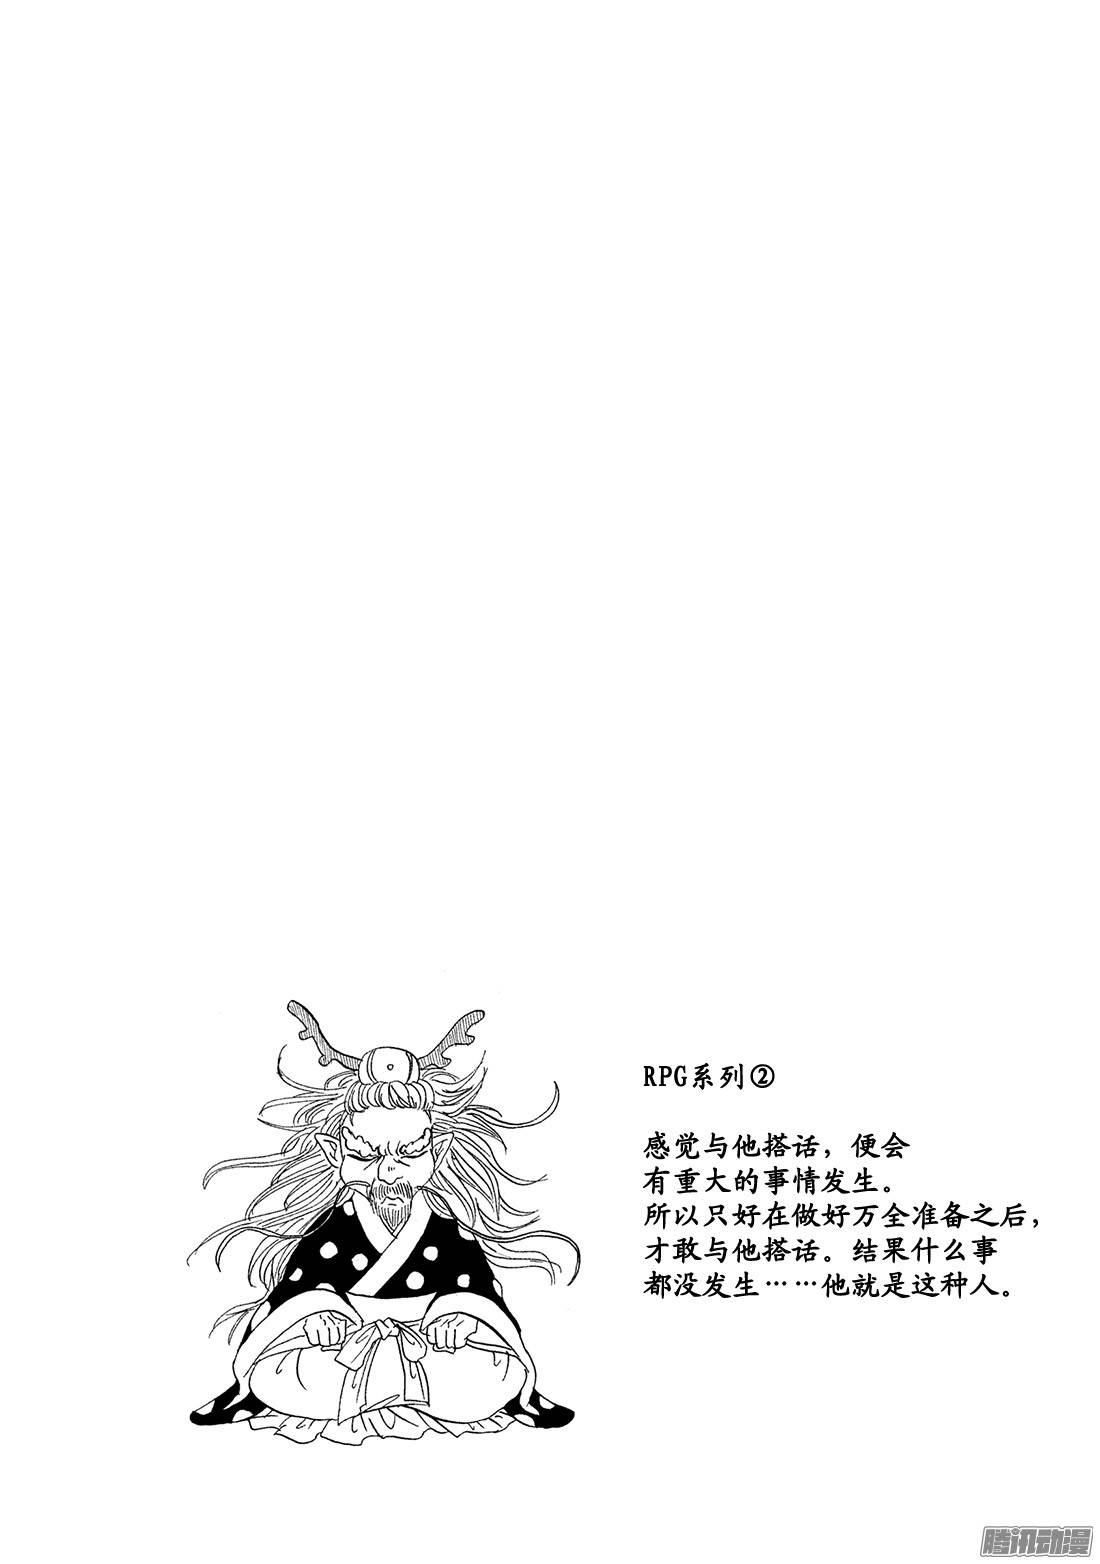 RPG系列②
感觉与他搭话，便会
有重大的事情发生。
所以只好在做好万全准备之后，
才敢与他搭话。结果什么事
都没发生……他就是这种人。
腾讯动漫